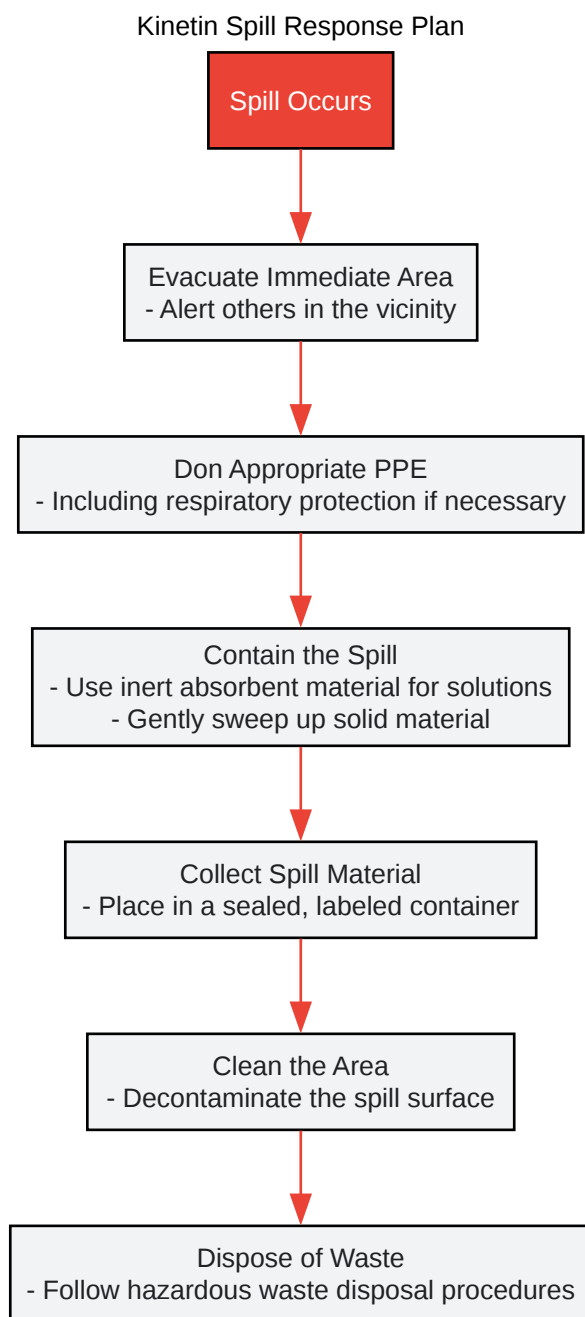 Kinetin Spill Response Plan
Spill Occurs
Evacuate Immediate Area
- Alert others in the vicinity
Don Appropriate PPE
- Including respiratory protection if necessary
Contain the Spill
- Use inert absorbent material for solutions
- Gently sweep up solid material
Collect Spill Material
- Place in a sealed, labeled container
Clean the Area
- Decontaminate the spill surface
Dispose of Waste
- Follow hazardous waste disposal procedures